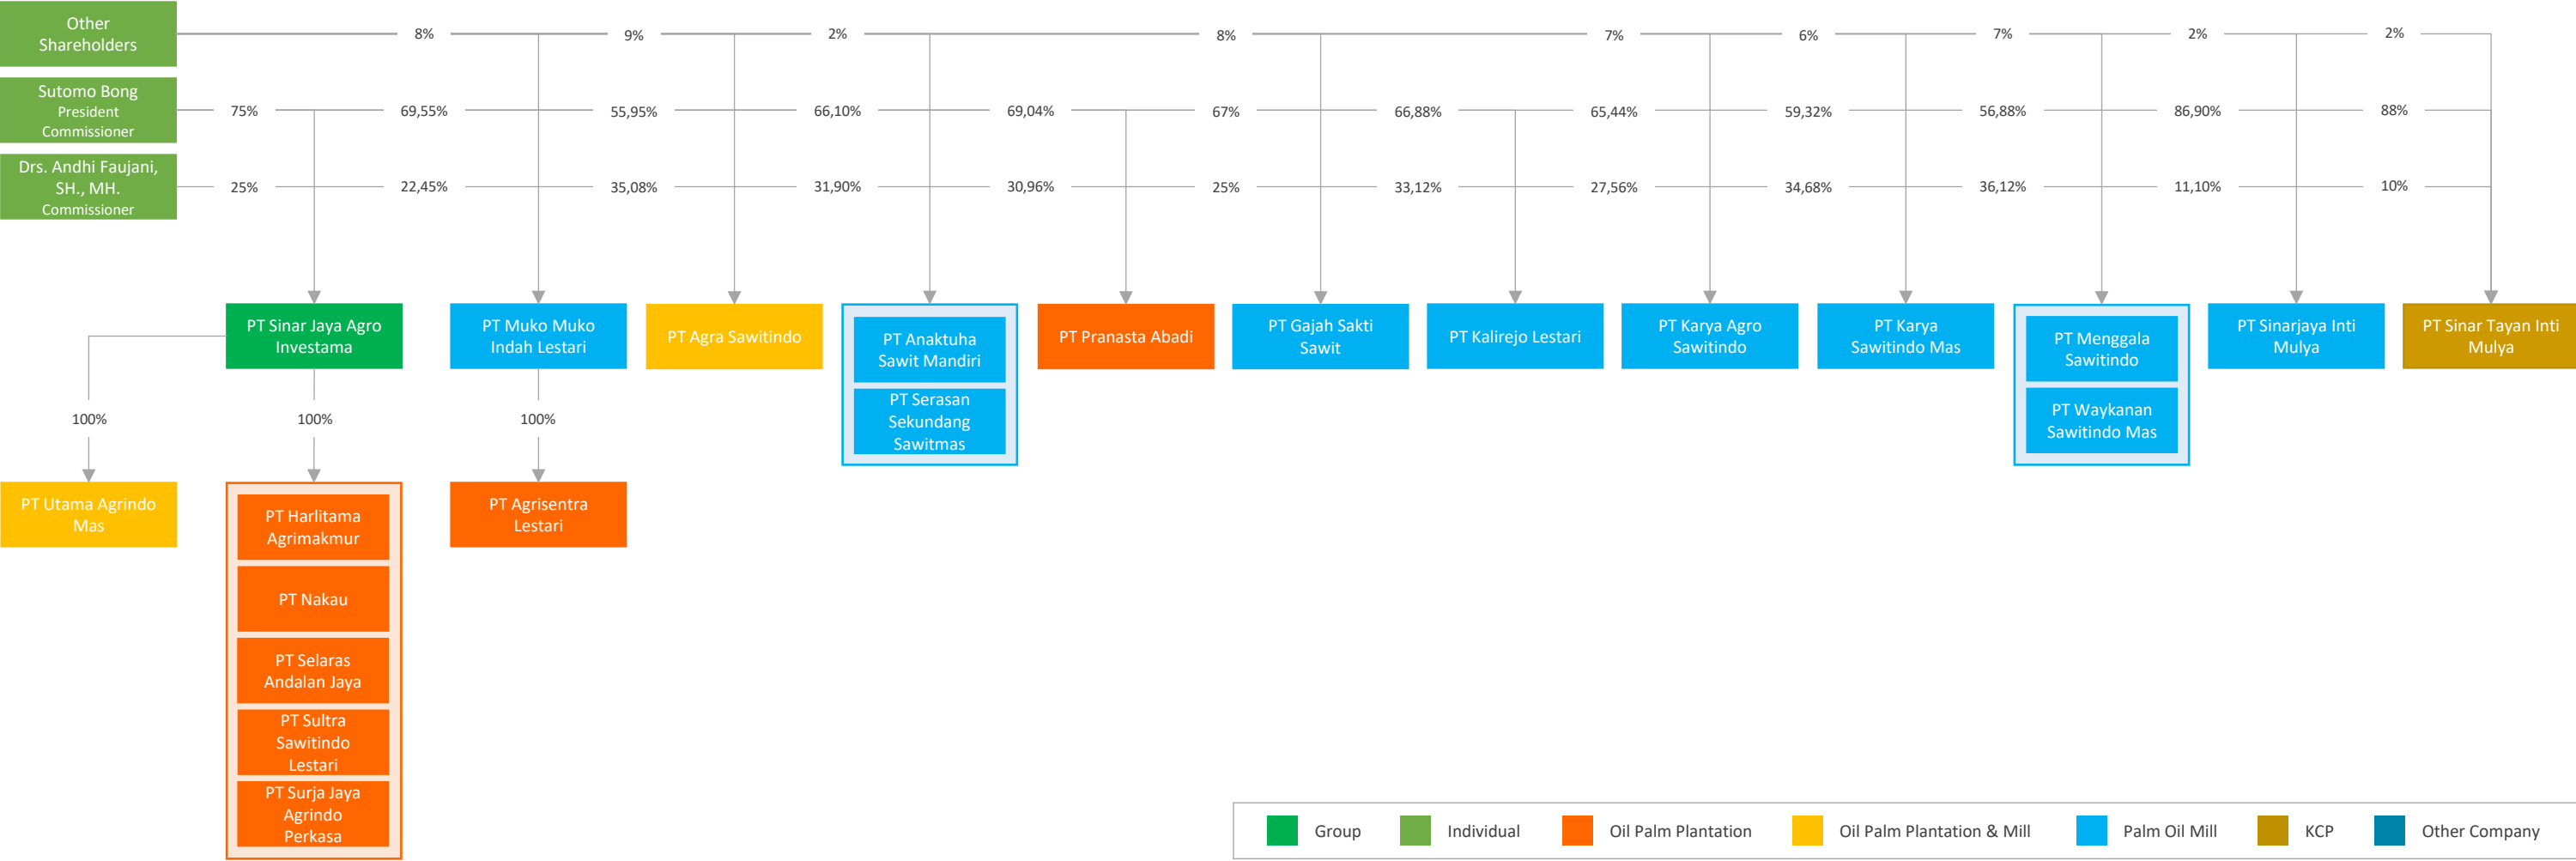 Other
Shareholders
8%
9%
2%
8%
7%
6%
7%
2%
2%
Sutomo Bong
President
Commissioner
75%
69,55%
55,95%
66,10%
69,04%
67%
66,88%
65,44%
59,32%
56,88%
86,90%
88%
Drs. Andhi Faujani,
SH., MH.
Commissioner
25%
22,45%
35,08%
31,90%
30,96%
25%
33,12%
27,56%
34,68%
36,12%
11,10%
10%
PT Sinar Jaya Agro
Investama
PT Muko Muko
Indah Lestari
PT Agra Sawitindo
PT Anaktuha
Sawit Mandiri
PT Serasan
Sekundang
Sawitmas
PT Pranasta Abadi
PT Gajah Sakti
Sawit
PT Kalirejo Lestari
PT Karya Agro
Sawitindo
PT Karya
Sawitindo Mas
PT Menggala
Sawitindo
PT Waykanan
Sawitindo Mas
PT Sinarjaya Inti
Mulya
PT Sinar Tayan Inti
Mulya
100%
100%
100%
PT Utama Agrindo
Mas
PT Harlitama
Agrimakmur
PT Nakau
PT Selaras
Andalan Jaya
PT Sultra
Sawitindo
Lestari
PT Surja Jaya
Agrindo
Perkasa
PT Agrisentra
Lestari
Group
Individual
Oil Palm Plantation
Oil Palm Plantation & Mill
Palm Oil Mill
KCP
Other Company